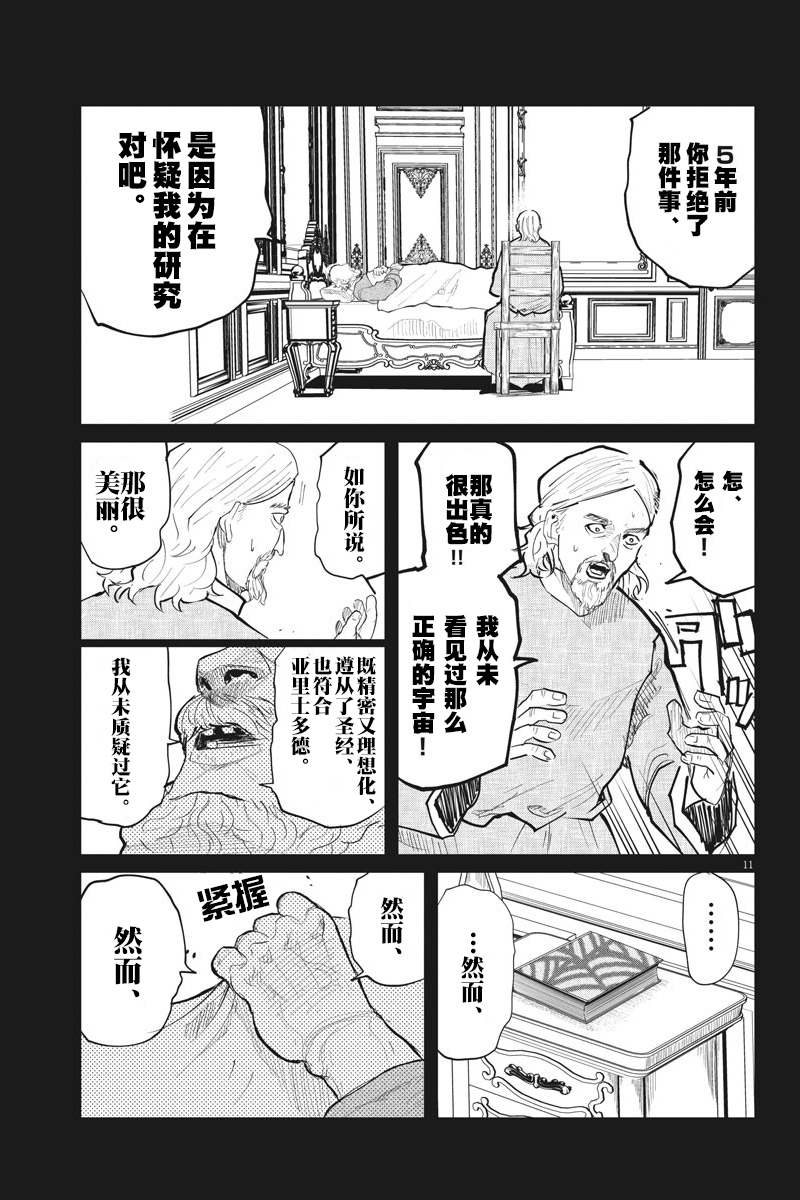 5年前
你拒绝了
那件事、
是因为在
怀疑我的研究
对吧。
怎、
怎么会！
那真的
很出色!!
我从未
看见过那么
正确的宇宙！
如你所说。
那很
美丽。
既精密又理想化、
遵从了圣经、
也符合
亚里士多德。
我从未质疑过它。
11
……
…然而、
然而、
紧握
然而、